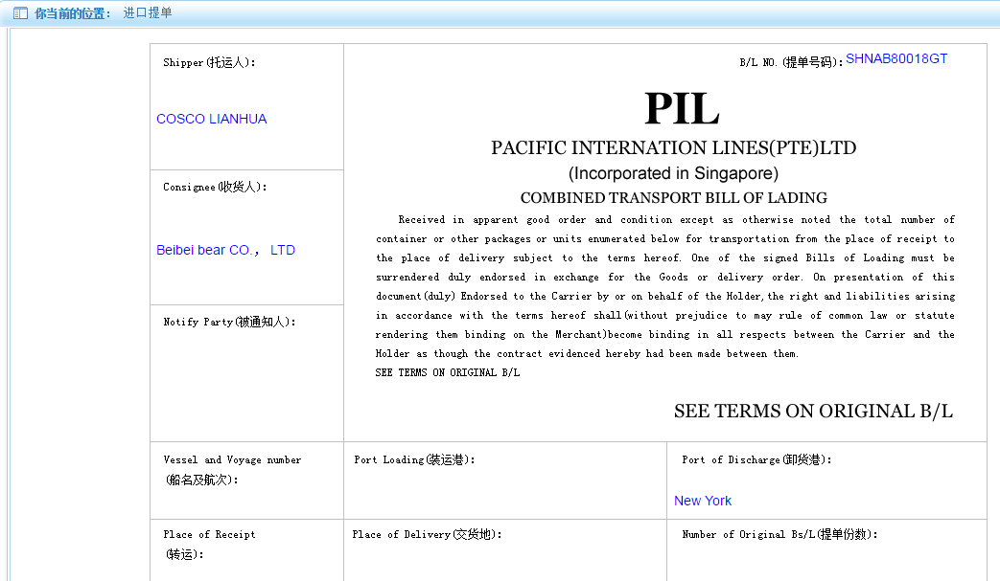 你当前的位置： 进口提单
Shipper(托运人):
B/L NO.(提单号码): SHNAB80018GT
COSCO LIANHUA
PIL
PACIFIC INTERNATION LINES(PTE)LTD
(Incorporated in Singapore)
COMBINED TRANSPORT BILL OF LADING
Consignee(收货人):
Beibei bear CO.， LTD
Received in apparent good order and condition except as otherwise noted the total number of
container or other packages or units enumerated below for transportation from the place of receipt to
the place of delivery subject to the terms hereof. One of the signed Bills of Loading must be
surrendered duly endorsed in exchange for the Goods or delivery order. On presentation of this
document(duly) Endorsed to the Carrier by or on behalf of the Holder,the right and liabilities arising
in accordance with the terms hereof shall(without prejudice to may rule of common law or statute
rendering them binding on the Merchant)become binding in all respects between the Carrier and the
Holder as though the contract evidenced hereby had been made between them.
SEE TERMS ON ORIGINAL B/L
Notify Party(被通知人):
SEE TERMS ON ORIGINAL B/L
Vessel and Voyage number
(船名及航次):
Port Loading(装运港):
Port of Discharge(卸货港):
New York
Place of Receipt
(转运):
Place of Delivery(交货地):
Number of Original Bs/L(提单份数):